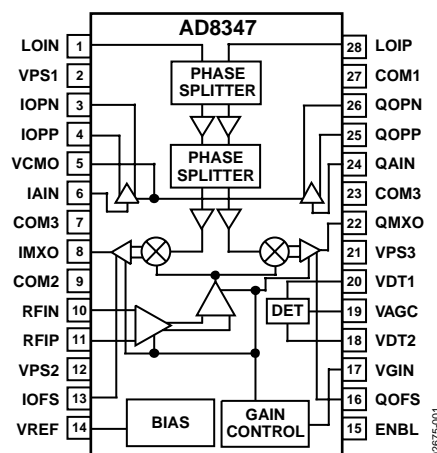 AD8347
LOIN 1
VPS1 2
IOPN 3
IOPP 4
VCMO 5
IAIN 6
COM3 7
IMXO 8
COM2 9
RFIN 10
RFIP 11
VPS2 12
IOFS 13
VREF 14
PHASE
SPLITTER
PHASE
SPLITTER
DET
BIAS
GAIN
CONTROL
28 LOIP
27 COM1
26 QOPN
25 QOPP
24 QAIN
23 COM3
22 QMXO
21 VPS3
20 VDT1
19 VAGC
18 VDT2
17 VGIN
16 QOFS
15 ENBL